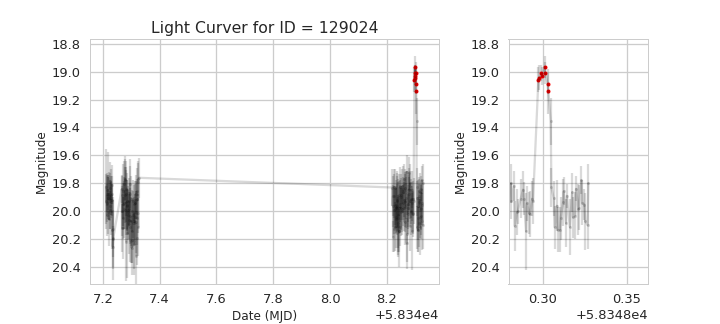 Light Curver for ID = 129024
18.8
19.0
19.2
19.4
19.6
19.8
20.0
20.2
20.4
Magnitude
7.2 7.4 7.6 7.8 8.0 8.2
Date (MJD)
+5.834e4
18.8
19.0
19.2
19.4
19.6
19.8
20.0
20.2
20.4
Magnitude
0.30 0.35
+5.8348e4